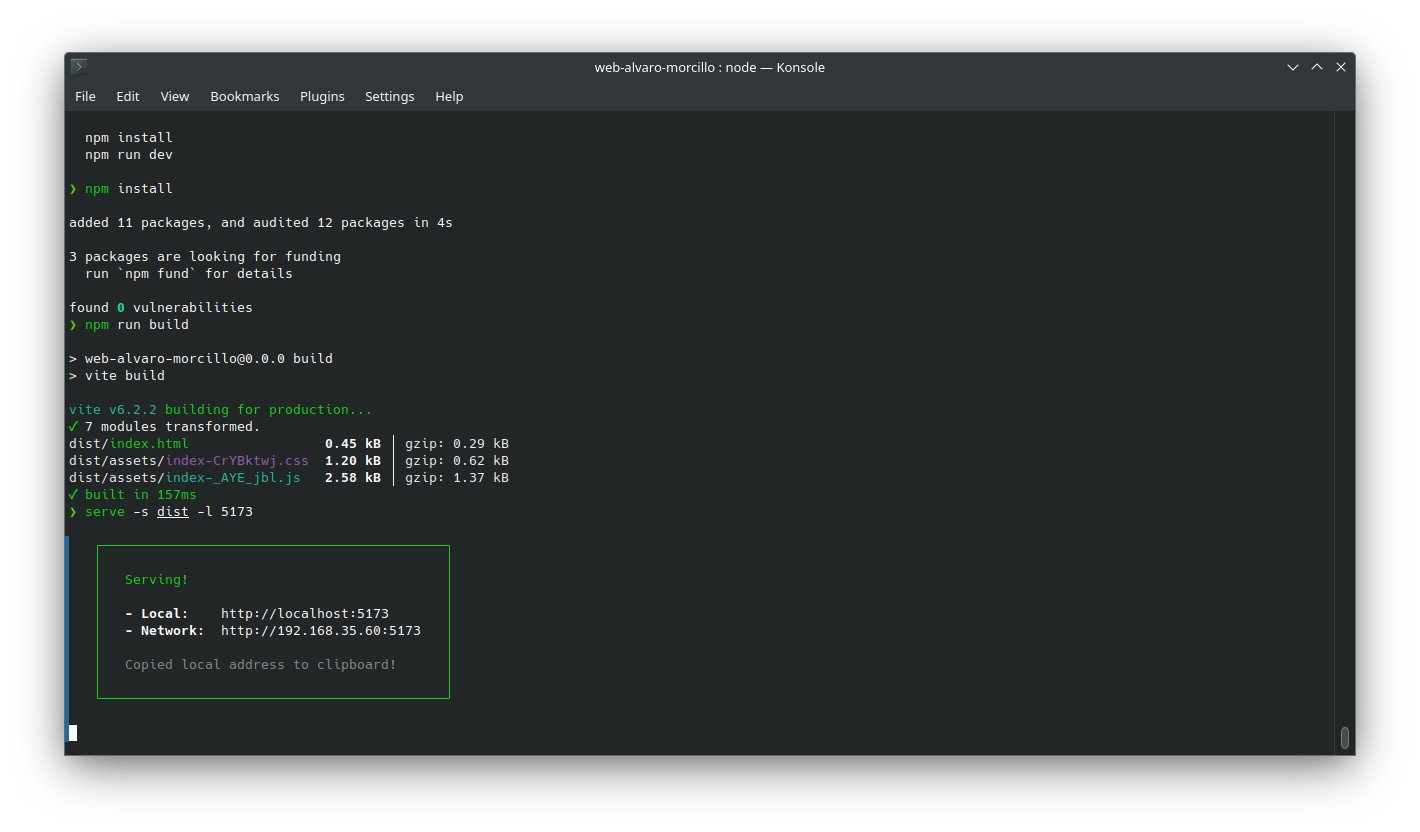 web-alvaro-morcillo : node — Konsole
File Edit View Bookmarks Plugins Settings Help
npm install
npm run dev
❯ npm install
added 11 packages, and audited 12 packages in 4s
3 packages are looking for funding
run `npm fund` for details
found 0 vulnerabilities
❯ npm run build
> web-alvaro-morcillo@0.0.0 build
> vite build
vite v6.2.2 building for production...
✓ 7 modules transformed.
dist/index.html 0.45 kB │ gzip: 0.29 kB
dist/assets/index-CrYBktwj.css 1.20 kB │ gzip: 0.62 kB
dist/assets/index-_AYE_jbl.js 2.58 kB │ gzip: 1.37 kB
✓ built in 157ms
❯ serve -s dist -l 5173
Serving!
- Local: http://localhost:5173
- Network: http://192.168.35.60:5173
Copied local address to clipboard!